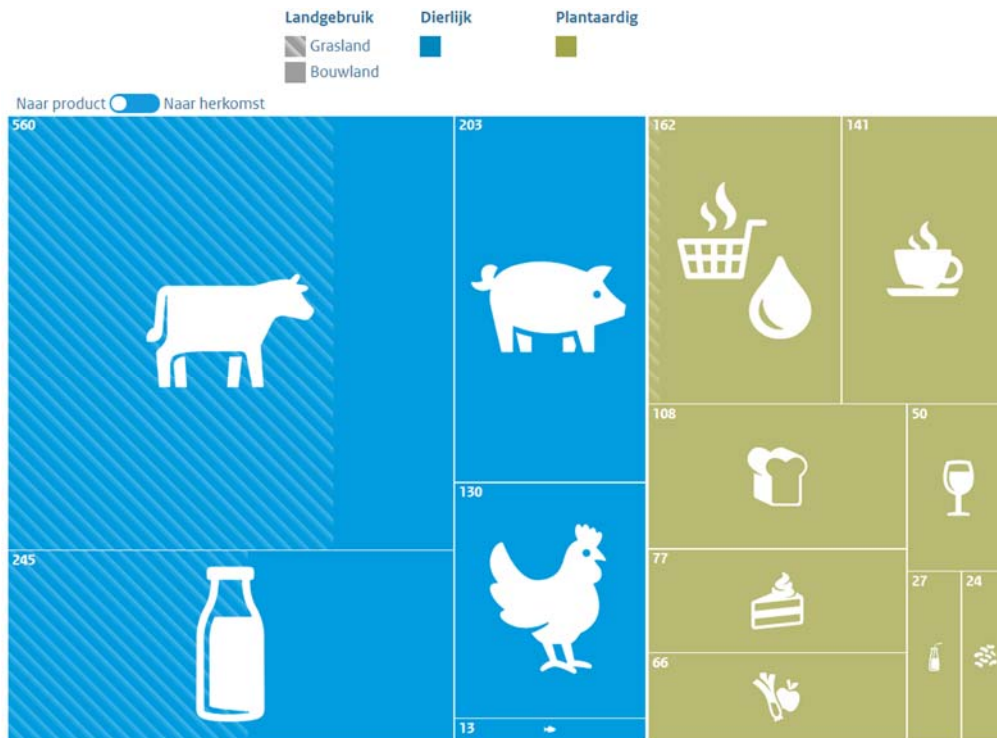 Landgebruik Dierlijk Plantaardig
Grasland
Bouwland
Naar product Naar herkomst
560 203 162 141
108 50
130
245 77
27 24
66
13